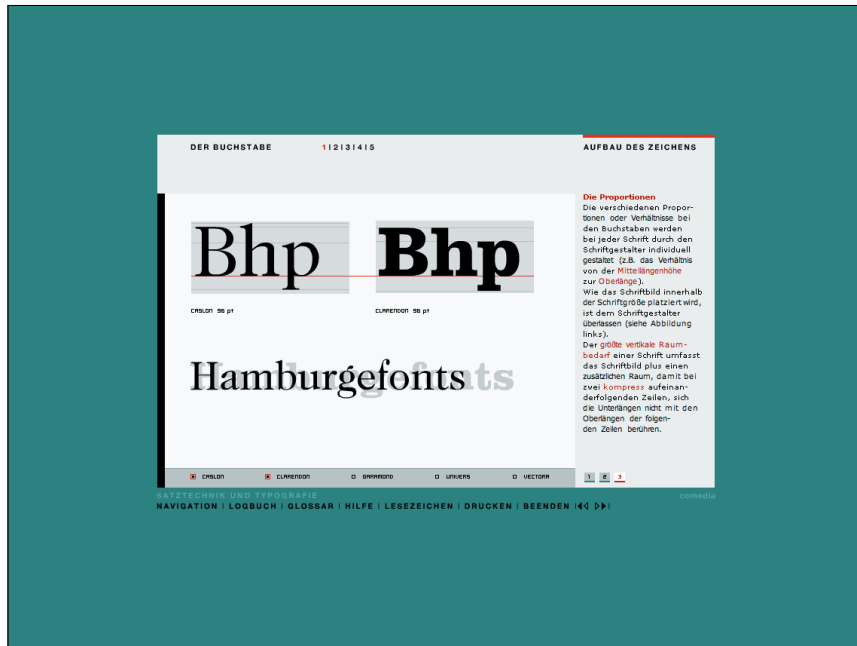 DER BUCHSTABE
1|2|3|4|5
AUFBAU DES ZEICHENS
Bhp
Bhp
CASLON 96 pt
CLARENDON 96 pt
Hamburgefonts
Hamburgefonts
Die Proportionen
Die verschiedenen Propor-
tionen oder Verhältnisse bei
den Buchstaben werden
bei jeder Schrift durch den
Schriftgestalter individuell
gestaltet (z.B. das Verhältnis
von der Mittellängenhöhe
zur Oberlänge).
Wie das Schriftbild innerhalb
der Schriftgröße platziert wird,
ist dem Schriftgestalter
überlassen (siehe Abbildung
links).
Der größte vertikale Raum-
bedarf einer Schrift umfasst
das Schriftbild plus einen
zusätzlichen Raum, damit bei
zwei kompress aufeinan-
derfolgenden Zeilen, sich
die Unterlängen nicht mit den
Oberlängen der folgen-
den Zeilen berühren.
CASLON
CLARENDON
GARAMOND
UNIVERS
VECTORA
1 2 3
SATZTECHNIK UND TYPOGRAFIE
comedia
NAVIGATION | LOGBUCH | GLOSSAR | HILFE | LESEZEICHEN | DRUCKEN | BEENDEN